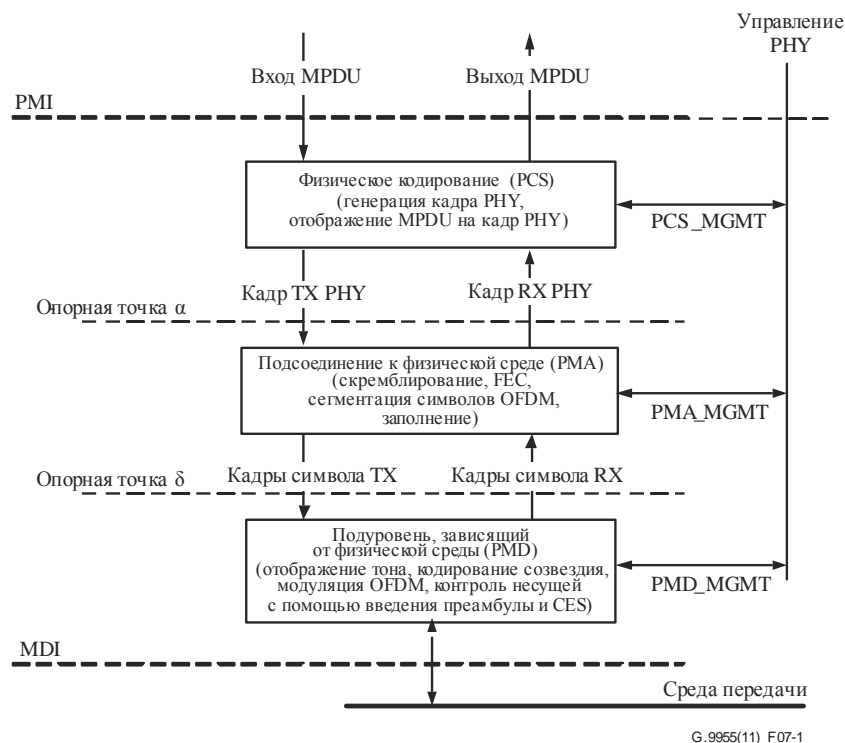 Управление
PHY
Вход MPDU
Выход MPDU
PMI
Физическое кодирование (PCS)
(генерация кадра PHY,
отображение MPDU на кадр PHY)
PCS_MGMT
Кадр TX PHY
Кадр RX PHY
Опорная точка α
Подсоединение к физической среде (PMA)
(скремблирование, FEC,
сегментация символов OFDM,
заполнение)
PMA_MGMT
Опорная точка δ
Кадры символа TX
Кадры символа RX
Подуровень, зависящий
от физической среды (PMD)
(отображение тона, кодирование созвездия,
модуляция OFDM, контроль несущей
с помощью введения преамбулы и CES)
PMD_MGMT
MDI
Среда передачи
G.9955(11)_F07-1